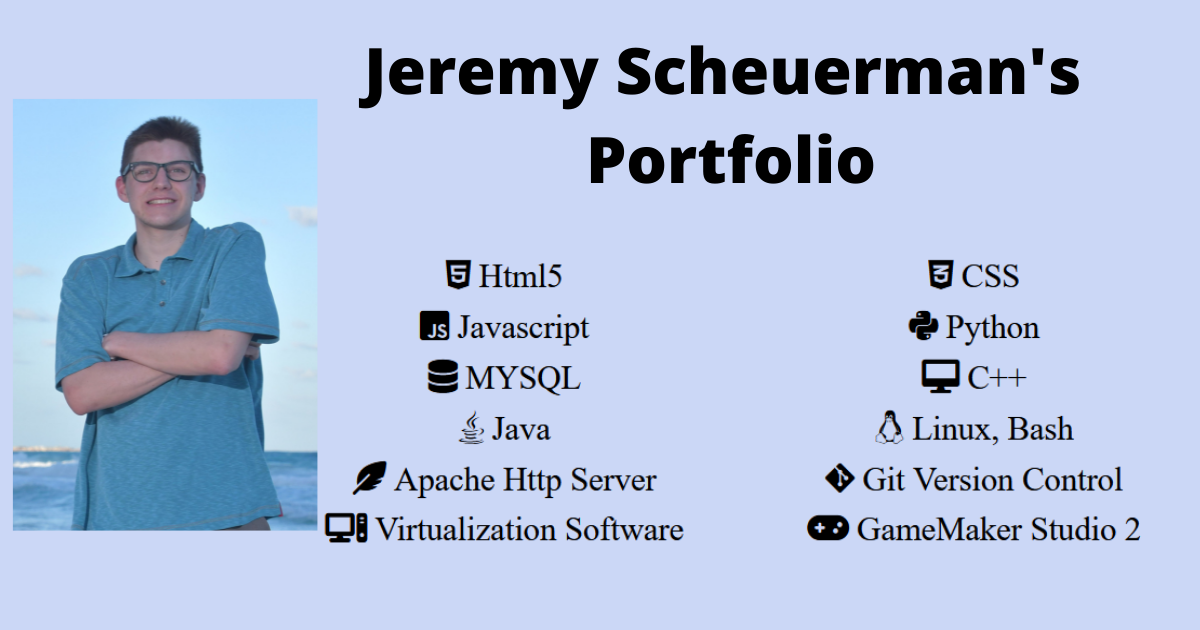 Jeremy Scheuerman's
Portfolio
Html5
CSS
JS Javascript
Python
MYSQL
C++
Java
Linux, Bash
Apache Http Server
Git Version Control
Virtualization Software
GameMaker Studio 2